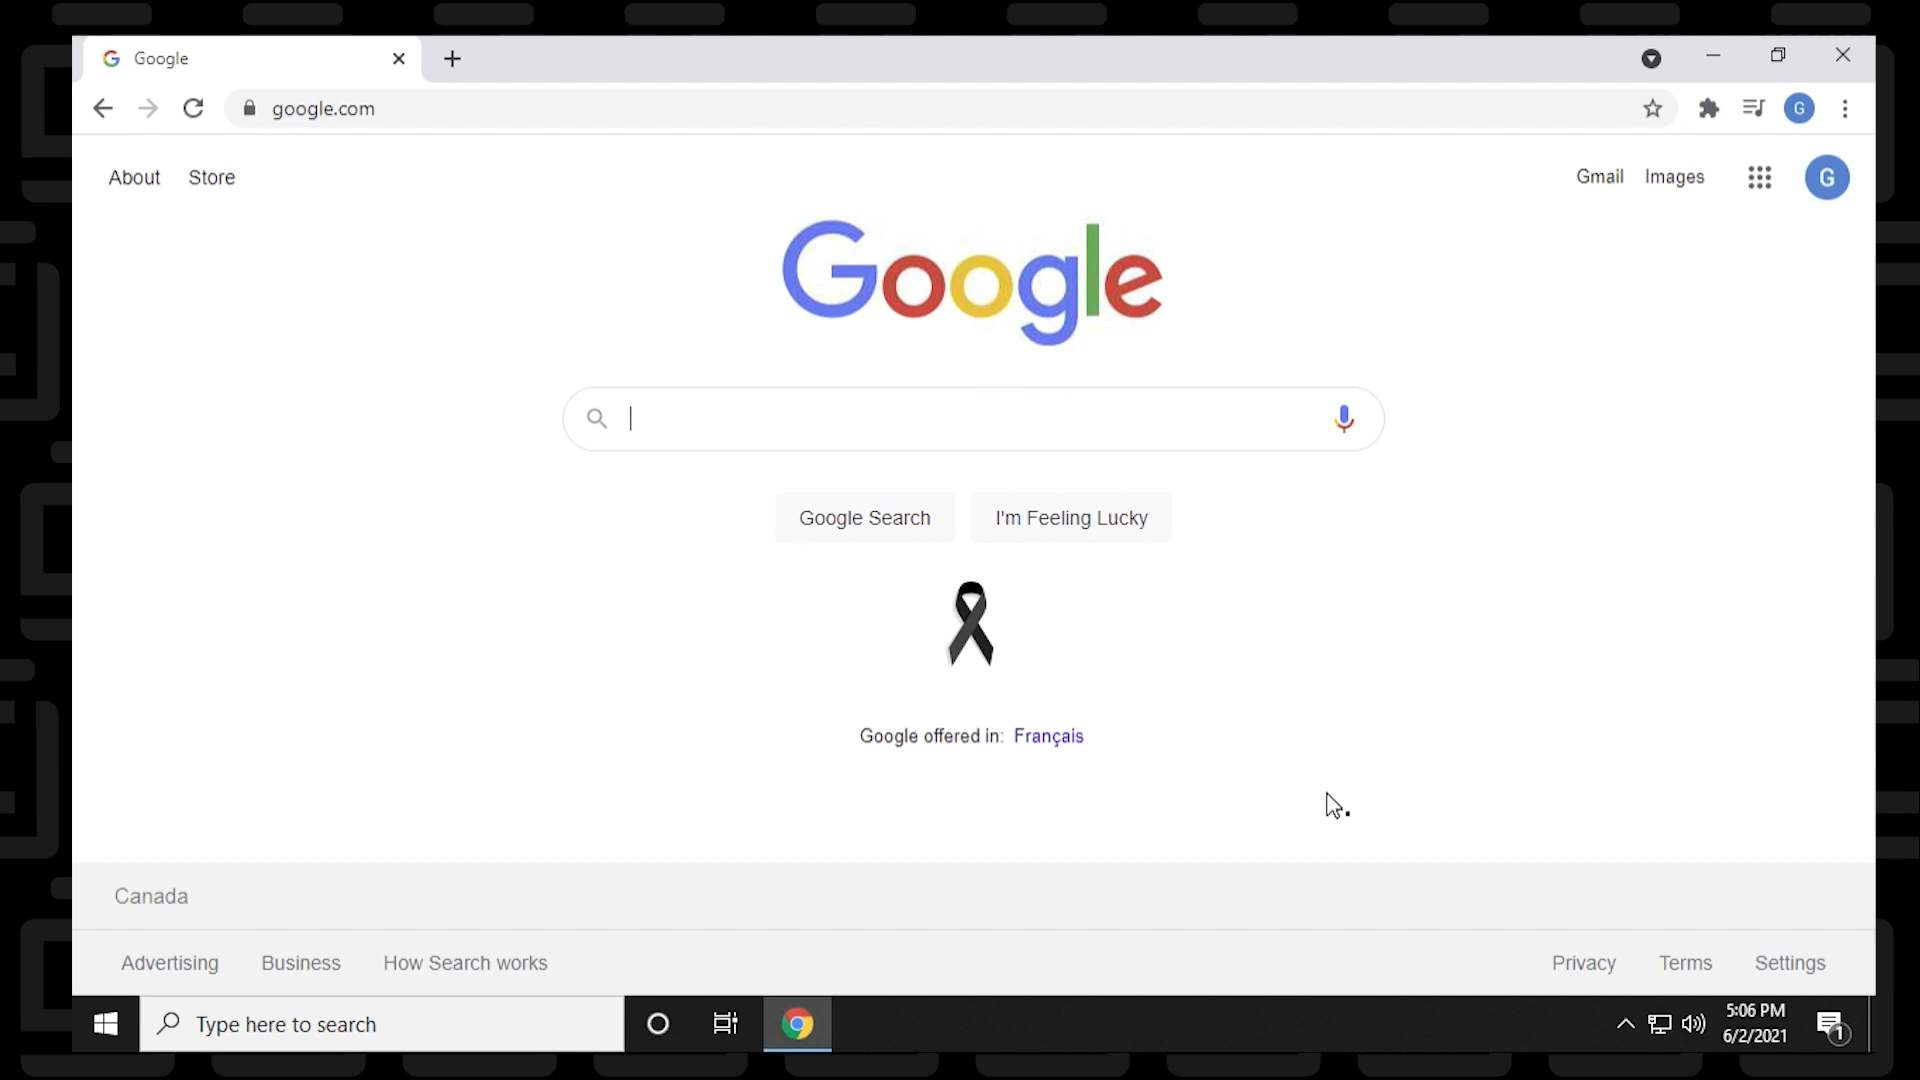 Google
google.com
G
About Store
Gmail Images
G
Google
Google Search I'm Feeling Lucky
Google offered in: Français
Canada
Advertising Business How Search works
Privacy Terms Settings
Type here to search
5:06 PM
6/2/2021
1